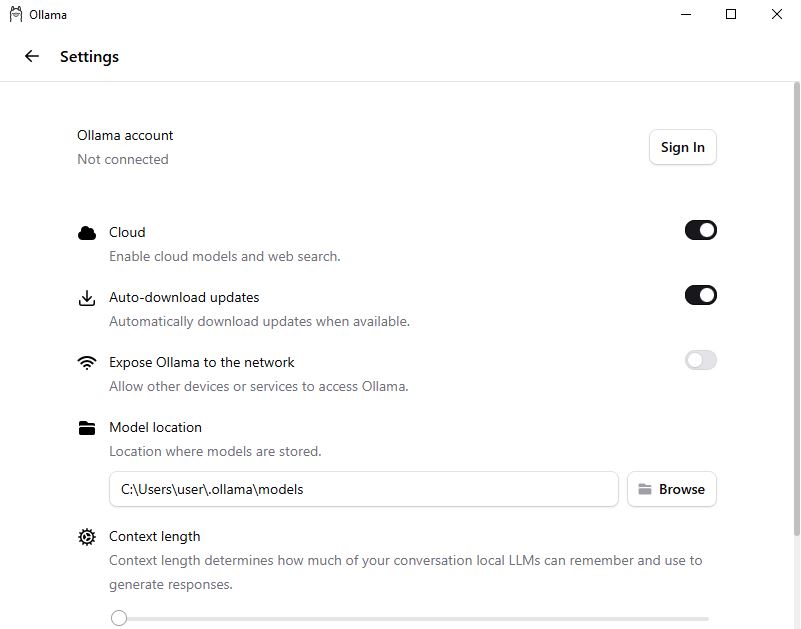 Ollama
Settings
Ollama account
Not connected
Sign In
Cloud
Enable cloud models and web search.
Auto-download updates
Automatically download updates when available.
Expose Ollama to the network
Allow other devices or services to access Ollama.
Model location
Location where models are stored.
C:\Users\user\.ollama\models
Browse
Context length
Context length determines how much of your conversation local LLMs can remember and use to
generate responses.